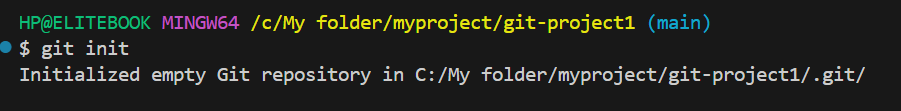 HP@ELITEBOOK MINGW64 /c/My folder/myproject/git-project1 (main)
$ git init
Initialized empty Git repository in C:/My folder/myproject/git-project1/.git/